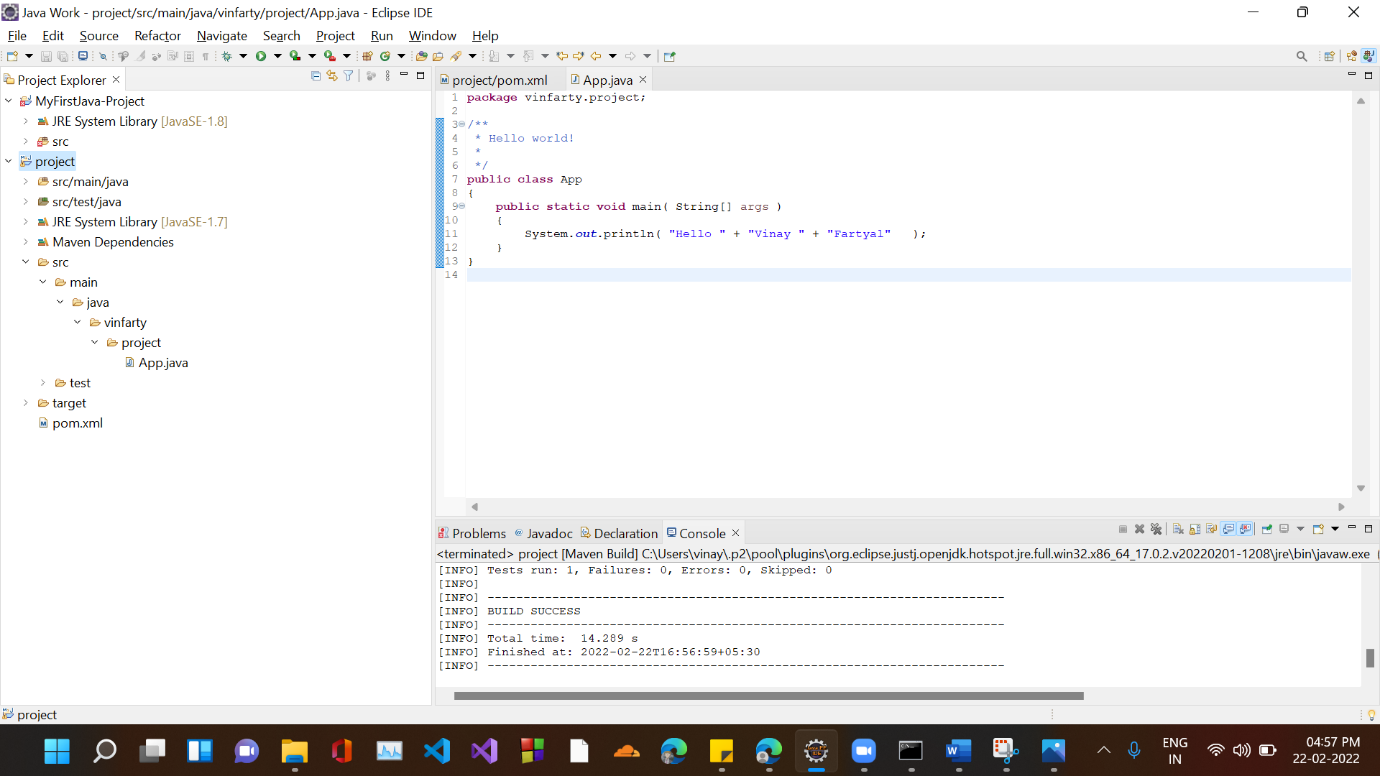 Java Work - project/src/main/java/vinfarty/project/App.java - Eclipse IDE
File Edit Source Refactor Navigate Search Project Run Window Help
Project Explorer
MyFirstJava-Project
JRE System Library [JavaSE-1.8]
src
project
src/main/java
src/test/java
JRE System Library [JavaSE-1.7]
Maven Dependencies
src
main
java
vinfarty
project
App.java
test
target
pom.xml
project/pom.xml App.java
1 package vinfarty.project;
2
3 /**
4 * Hello world!
5 *
6 */
7 public class App
8 {
9 public static void main( String[] args )
10 {
11 System.out.println( "Hello " + "Vinay " + "Fartyal" );
12 }
13 }
14
Problems Javadoc Declaration Console
<terminated> project [Maven Build] C:\Users\vinay\.p2\pool\plugins\org.eclipse.justj.openjdk.hotspot.jre.full.win32.x86_64_17.0.2.v20220201-1208\jre\bin\javaw.exe (
[INFO] Tests run: 1, Failures: 0, Errors: 0, Skipped: 0
[INFO]
[INFO] ------------------------------------------------------------------------
[INFO] BUILD SUCCESS
[INFO] ------------------------------------------------------------------------
[INFO] Total time: 14.289 s
[INFO] Finished at: 2022-02-22T16:56:59+05:30
[INFO] ------------------------------------------------------------------------
project
ENG
IN
04:57 PM
22-02-2022